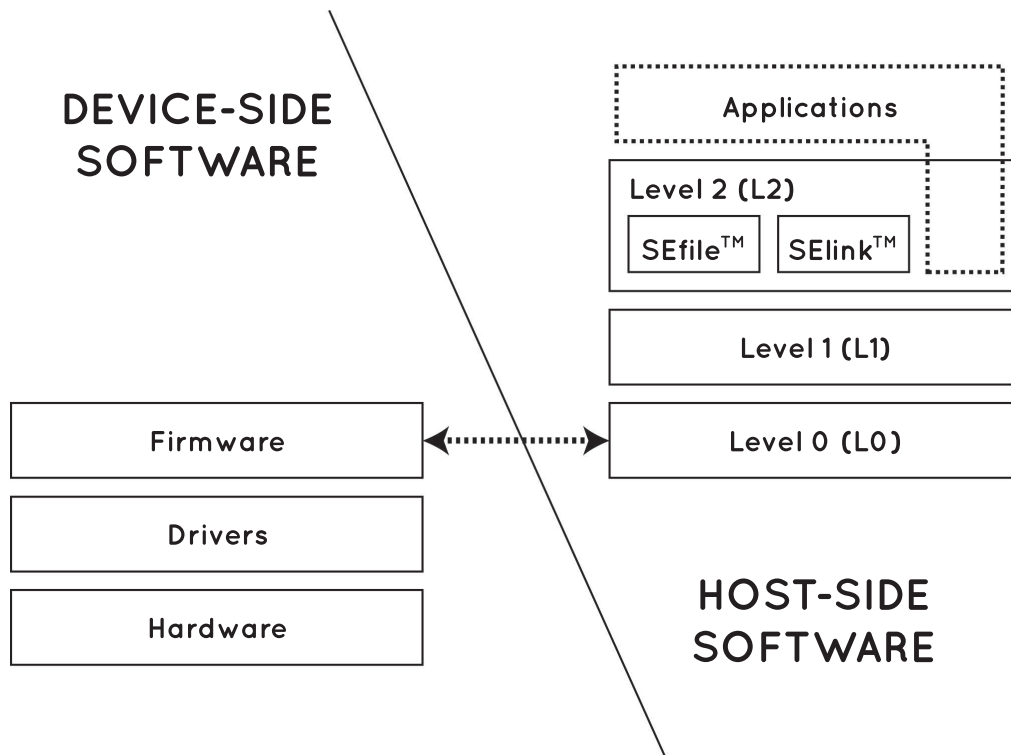 DEVICE-SIDE
SOFTWARE
Applications
Level 2 (L2)
SEfile™
SElink™
Level 1 (L1)
Level 0 (L0)
Firmware
Drivers
Hardware
HOST-SIDE
SOFTWARE